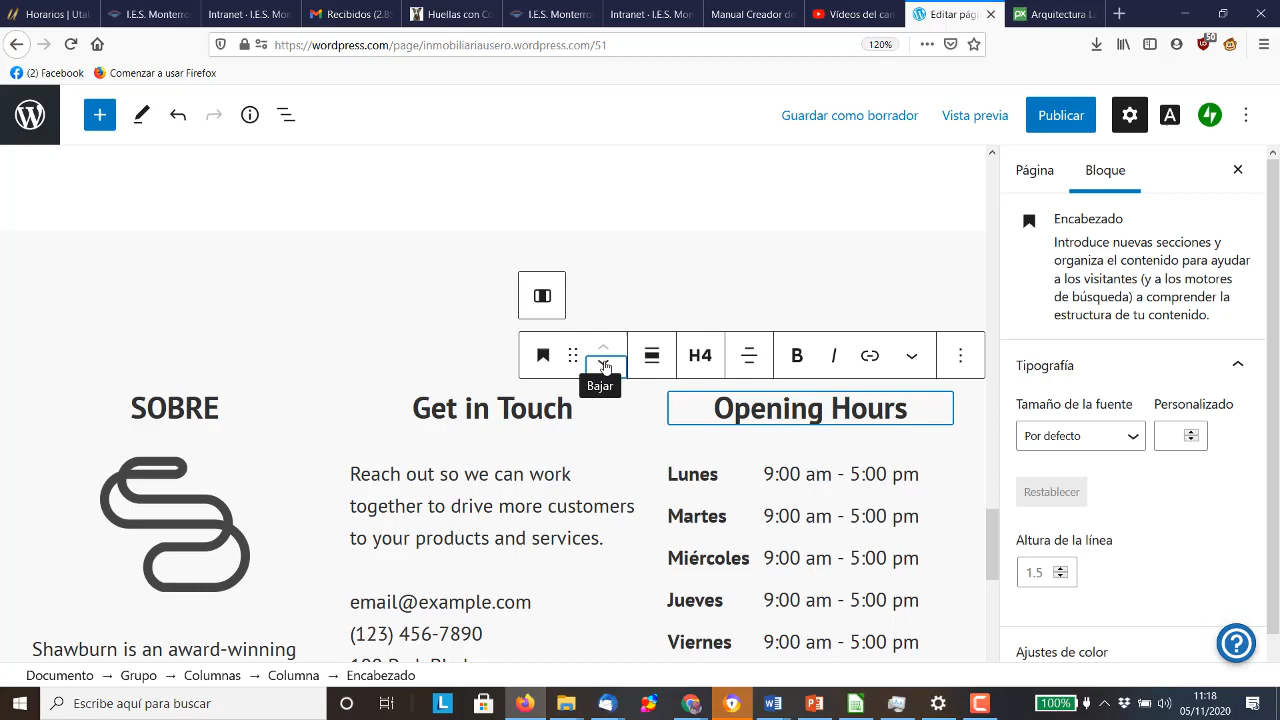 Horarios | Utal
I.E.S. Monterro
Intranet · I.E.S. Mon
Recibidos (2.8
Huellas con Co
I.E.S. Monterro
Intranet · I.E.S. Mon
Manual Creador de
Vídeos del can
Editar pági
Arquitectura La
https://wordpress.com/page/inmobiliariausero.wordpress.com/51
120%
50
(2) Facebook
Comenzar a usar Firefox
Guardar como borrador
Vista previa
Publicar
A
Página
Bloque
Encabezado
Introduce nuevas secciones y
organiza el contenido para ayudar
a los visitantes (y a los motores
de búsqueda) a comprender la
estructura de tu contenido.
H4
B
I
Bajar
Tipografía
SOBRE
Get in Touch
Opening Hours
Tamaño de la fuente
Personalizado
Por defecto
Reach out so we can work
together to drive more customers
to your products and services.
Lunes 9:00 am - 5:00 pm
Martes 9:00 am - 5:00 pm
Miércoles 9:00 am - 5:00 pm
Jueves 9:00 am - 5:00 pm
Viernes 9:00 am - 5:00 pm
Restablecer
Altura de la línea
1.5
email@example.com
(123) 456-7890
Shawburn is an award-winning
Ajustes de color
Documento → Grupo → Columnas → Columna → Encabezado
Escribe aquí para buscar
100%
11:18
05/11/2020